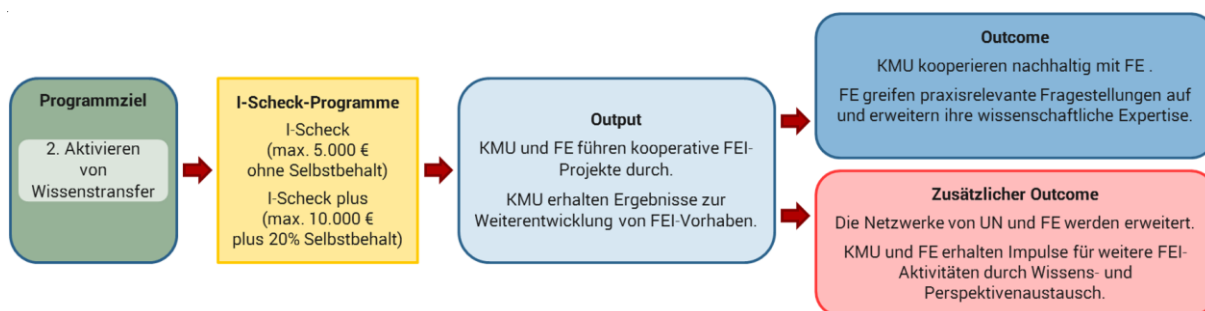 Programmziel
2. Aktivieren
von
Wissenstransfer
I-Scheck-Programme
I-Scheck
(max. 5.000 €
ohne Selbstbehalt)
I-Scheck plus
(max. 10.000 €
plus 20% Selbstbehalt)
Output
KMU und FE führen kooperative FEI-
Projekte durch.
KMU erhalten Ergebnisse zur
Weiterentwicklung von FEI-Vorhaben.
Outcome
KMU kooperieren nachhaltig mit FE .
FE greifen praxisrelevante Fragestellungen auf
und erweitern ihre wissenschaftliche Expertise.
Zusätzlicher Outcome
Die Netzwerke von UN und FE werden erweitert.
KMU und FE erhalten Impulse für weitere FEI-
Aktivitäten durch Wissens- und
Perspektivenaustausch.